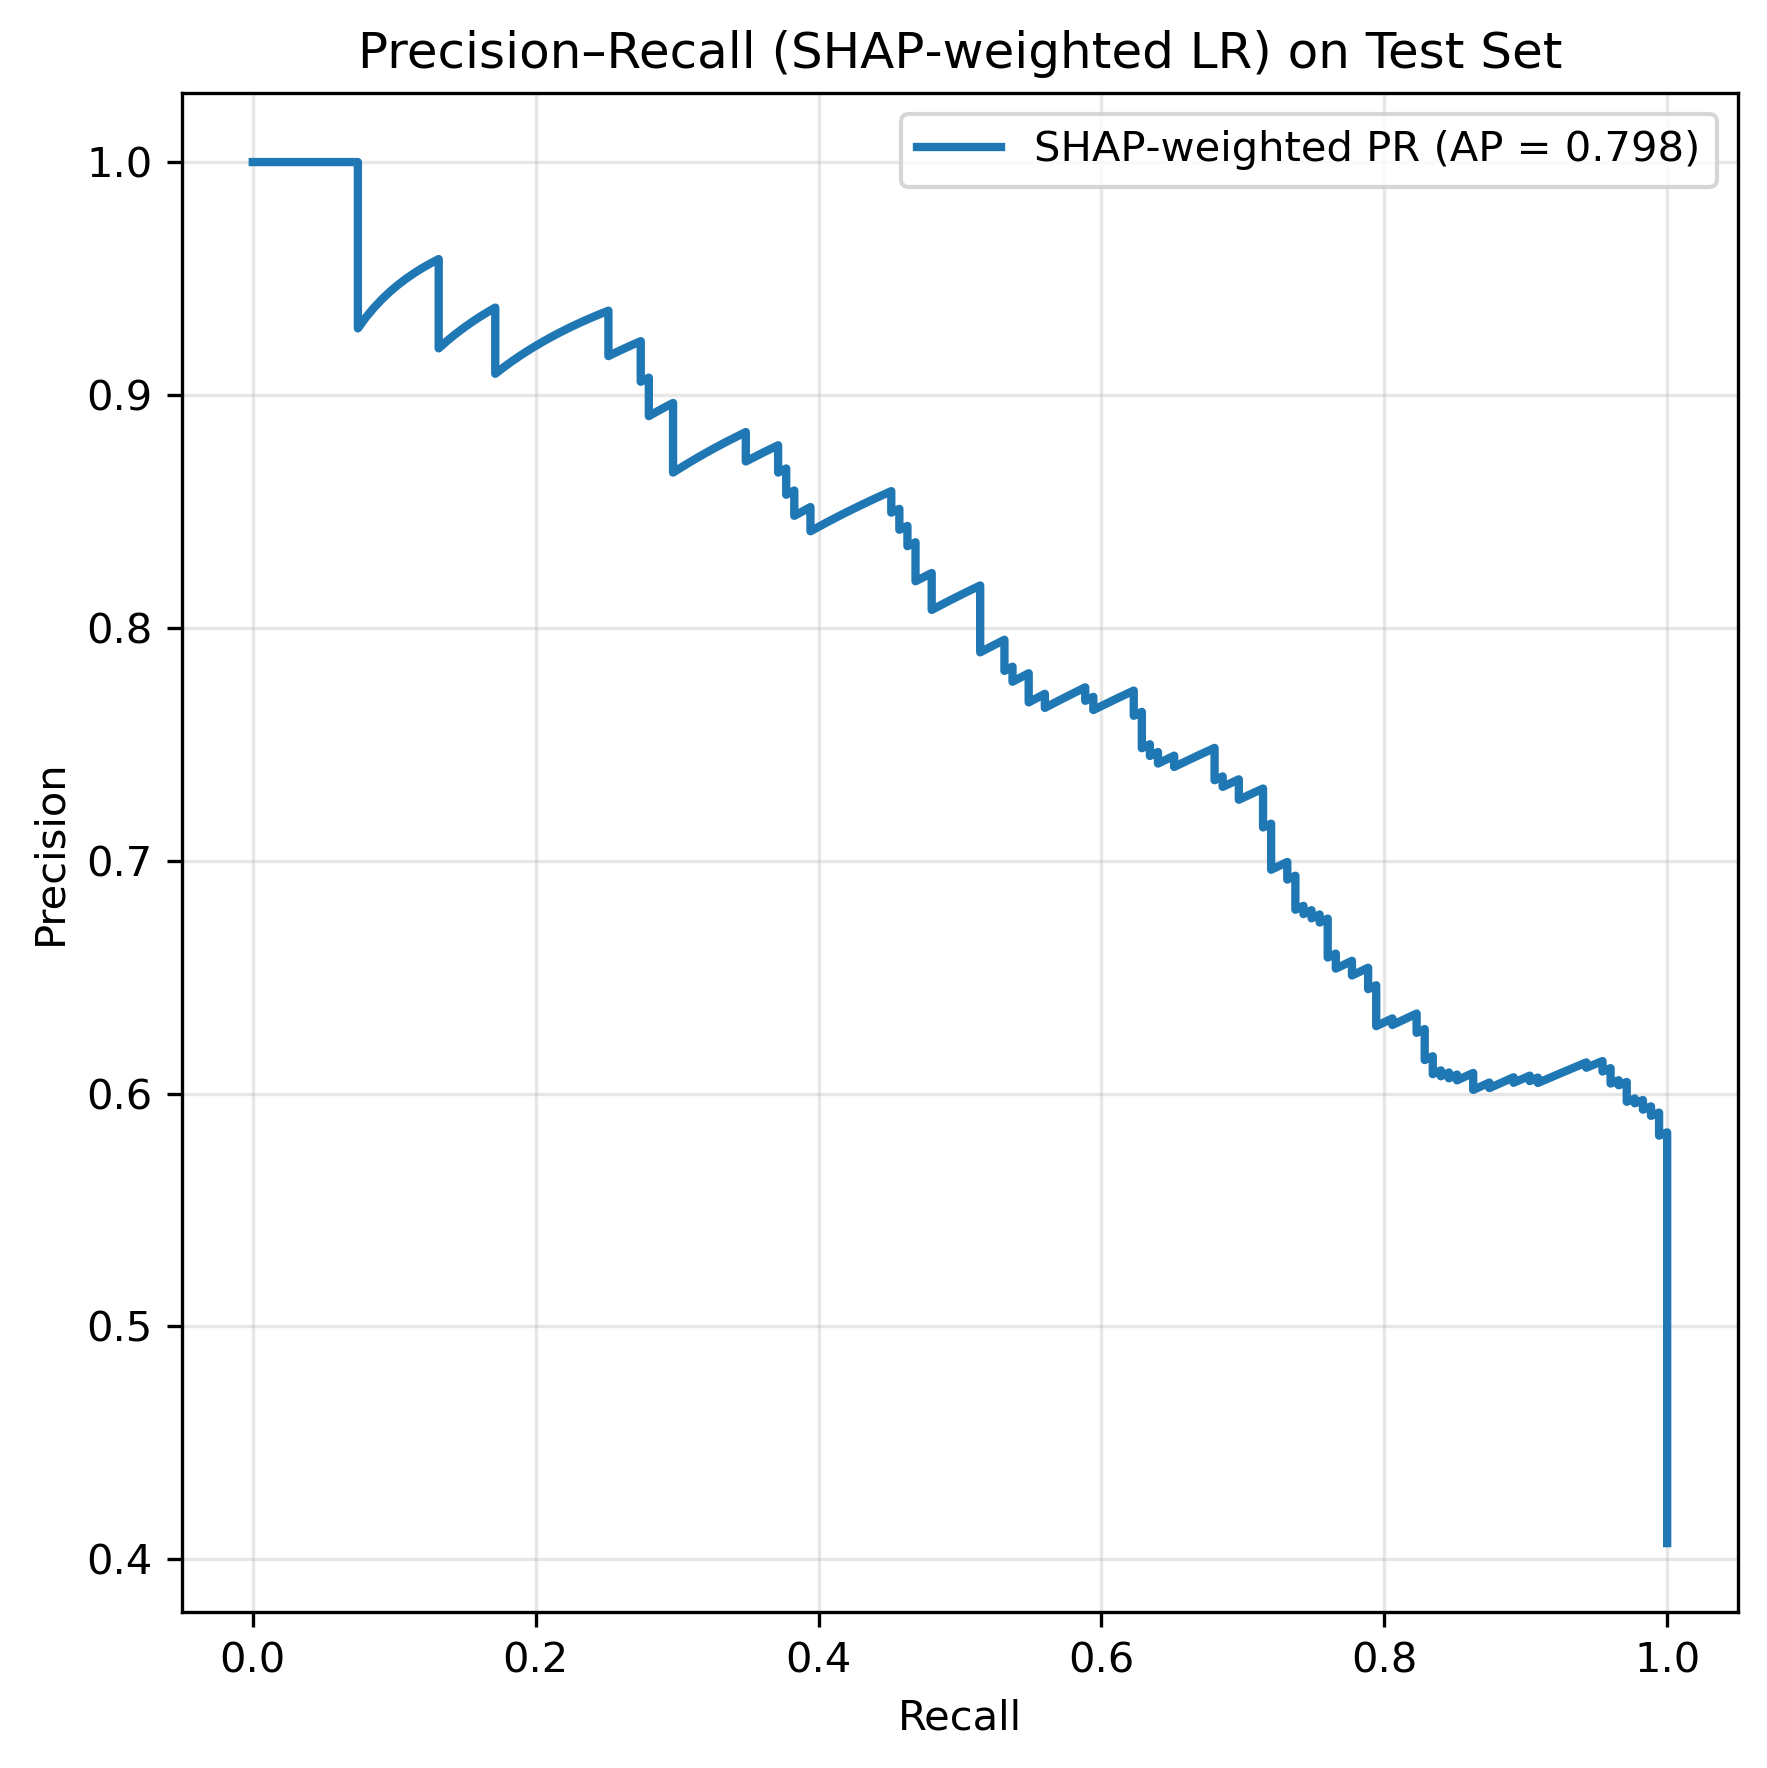 Precision–Recall (SHAP-weighted LR) on Test Set
SHAP-weighted PR (AP = 0.798)
1.0
0.9
0.8
0.7
0.6
0.5
0.4
Precision
0.0 0.2 0.4 0.6 0.8 1.0
Recall